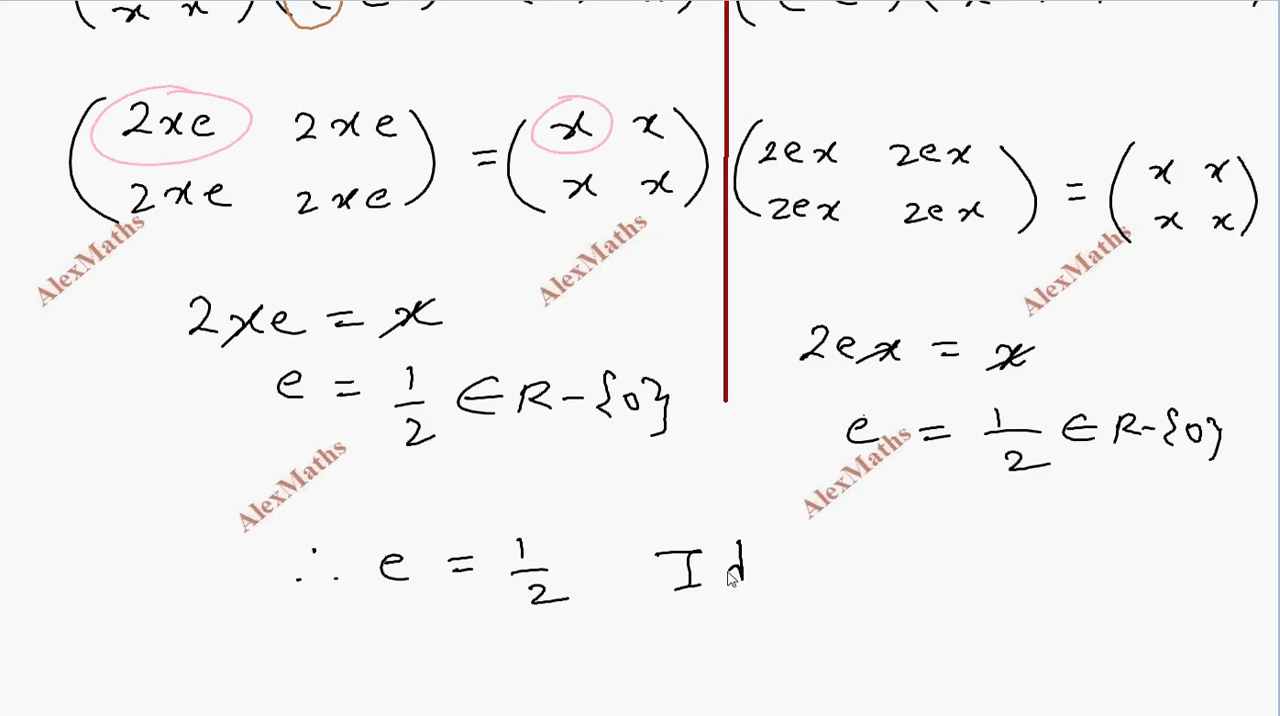 (2xe 2xe) = (x x)
(2xe 2xe) (x x)
2xe = x
e = 1/2 ∈ R-{0}
∴ e = 1/2 Id
(2ex 2ex) = (x x)
(2ex 2ex) (x x)
2ex = x
e = 1/2 ∈ R-{0}
AlexMaths
AlexMaths
AlexMaths
AlexMaths
AlexMaths